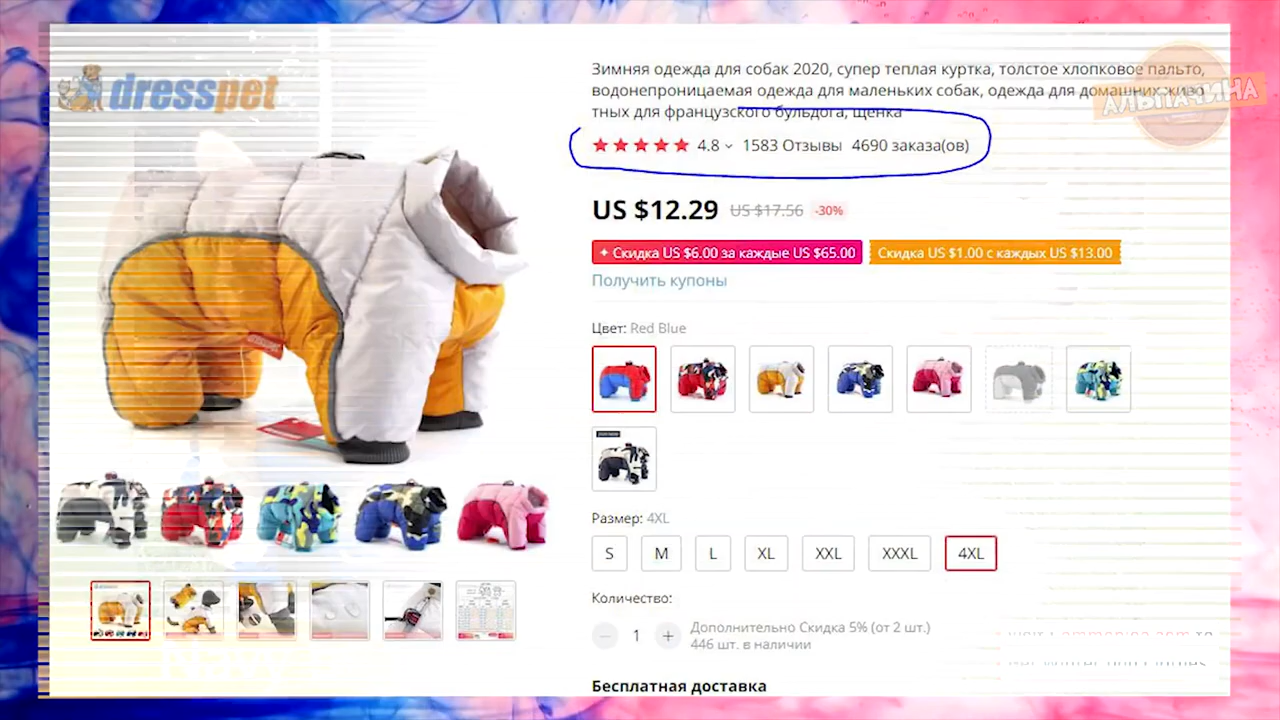 dresspet
Зимняя одежда для собак 2020, супер теплая куртка, толстое хлопковое пальто,
водонепроницаемая одежда для маленьких собак, одежда для домашних живо
тных для французского бульдога, щенка
АЛЬПАЧИНА
4.8 1583 Отзывы 4690 заказа(ов)
US $12.29 US $17.56 -30%
+ Скидка US $6.00 за каждые US $65.00 Скидка US $1.00 с каждых US $13.00
Получить купоны
Цвет: Red Blue
Размер: 4XL
S M L XL XXL XXXL 4XL
Количество:
− 1 + Дополнительно Скидка 5% (от 2 шт.)
446 шт. в наличии
Бесплатная доставка